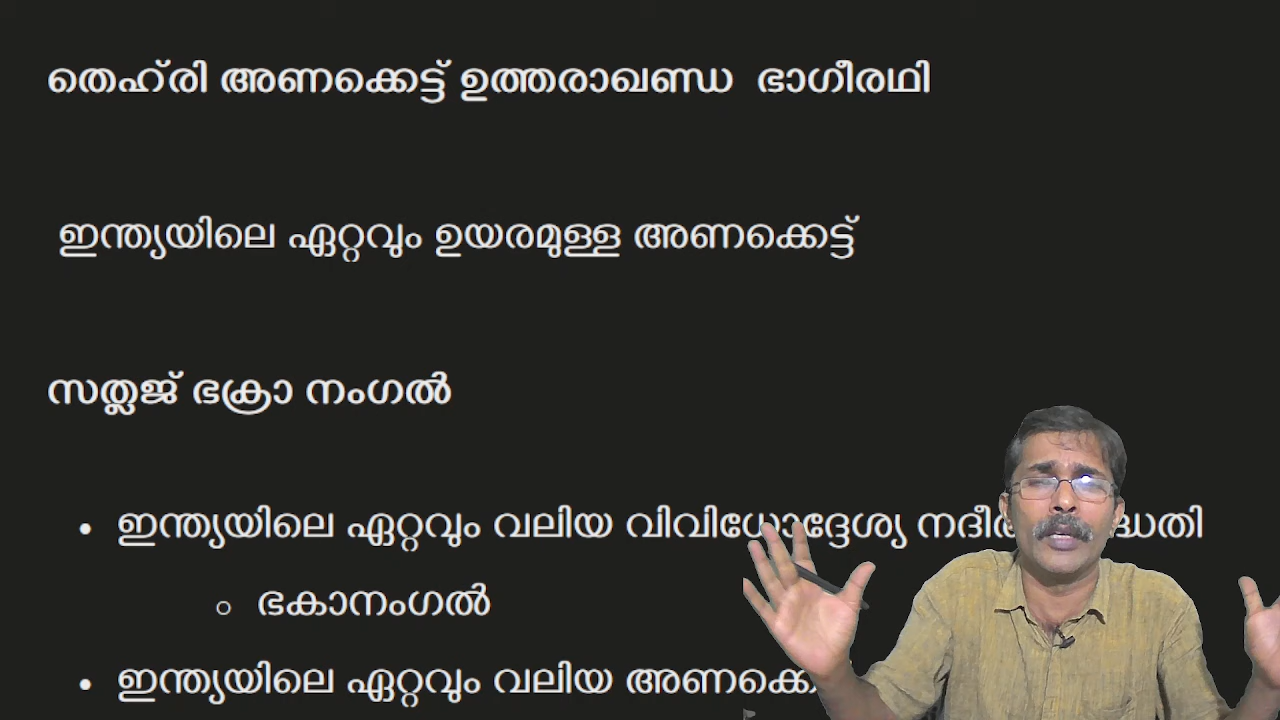 തെഹ്‌രി അണക്കെട്ട് ഉത്തരാഖണ്ഡ ഭാഗീരഥി
ഇന്ത്യയിലെ ഏറ്റവും ഉയരമുള്ള അണക്കെട്ട്
സത്ലജ് ഭക്രാ നംഗൽ
ഇന്ത്യയിലെ ഏറ്റവും വലിയ വിവിധോദ്ദേശ്യ
ഭകാനംഗൽ
ഇന്ത്യയിലെ ഏറ്റവും വലിയ